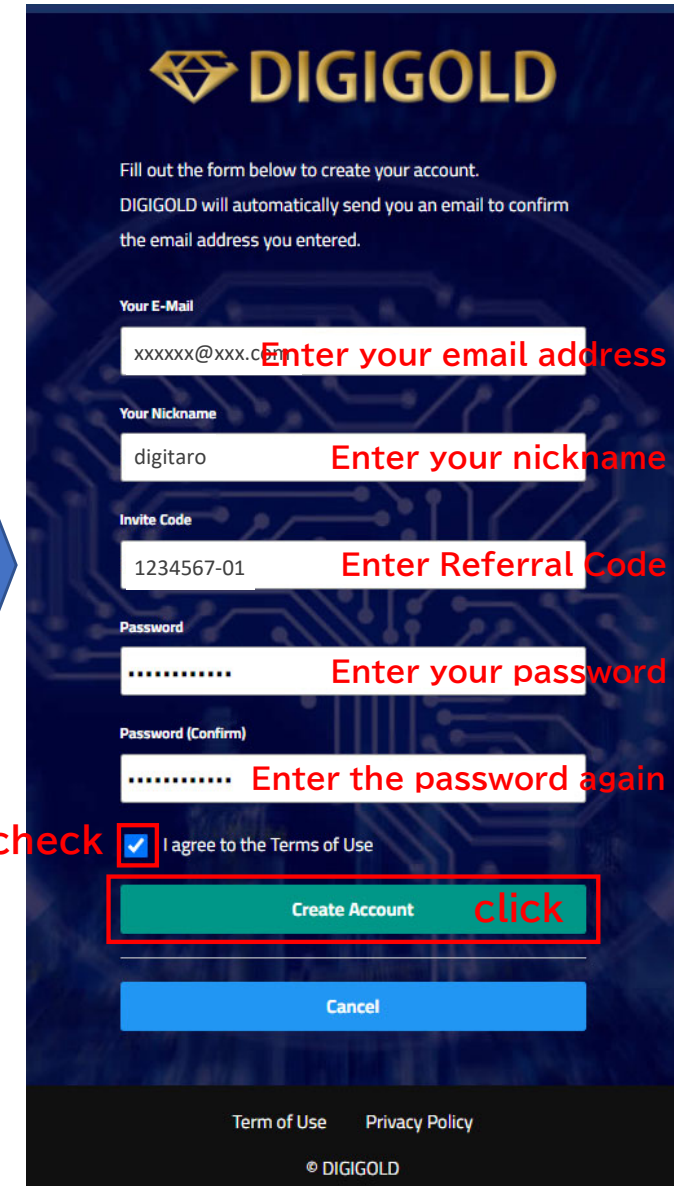 DIGIGOLD
Fill out the form below to create your account.
DIGIGOLD will automatically send you an email to confirm
the email address you entered.
Your E-Mail
xxxxxx@xxx.com Enter your email address
Your Nickname
digitaro Enter your nickname
Invite Code
1234567-01 Enter Referral Code
Password
............ Enter your password
Password (Confirm)
............ Enter the password again
check I agree to the Terms of Use
Create Account click
Cancel
Term of Use Privacy Policy
© DIGIGOLD